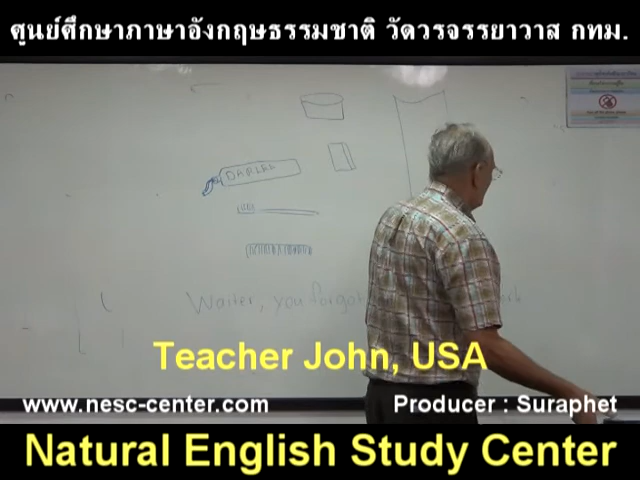 ศูนย์ศึกษาภาษาอังกฤษธรรมชาติ วัดวรจรรยาวาส กทม.
DARLEE
Waiter, you forgot
Teacher John, USA
www.nesc-center.com
Producer : Suraphet
Natural English Study Center